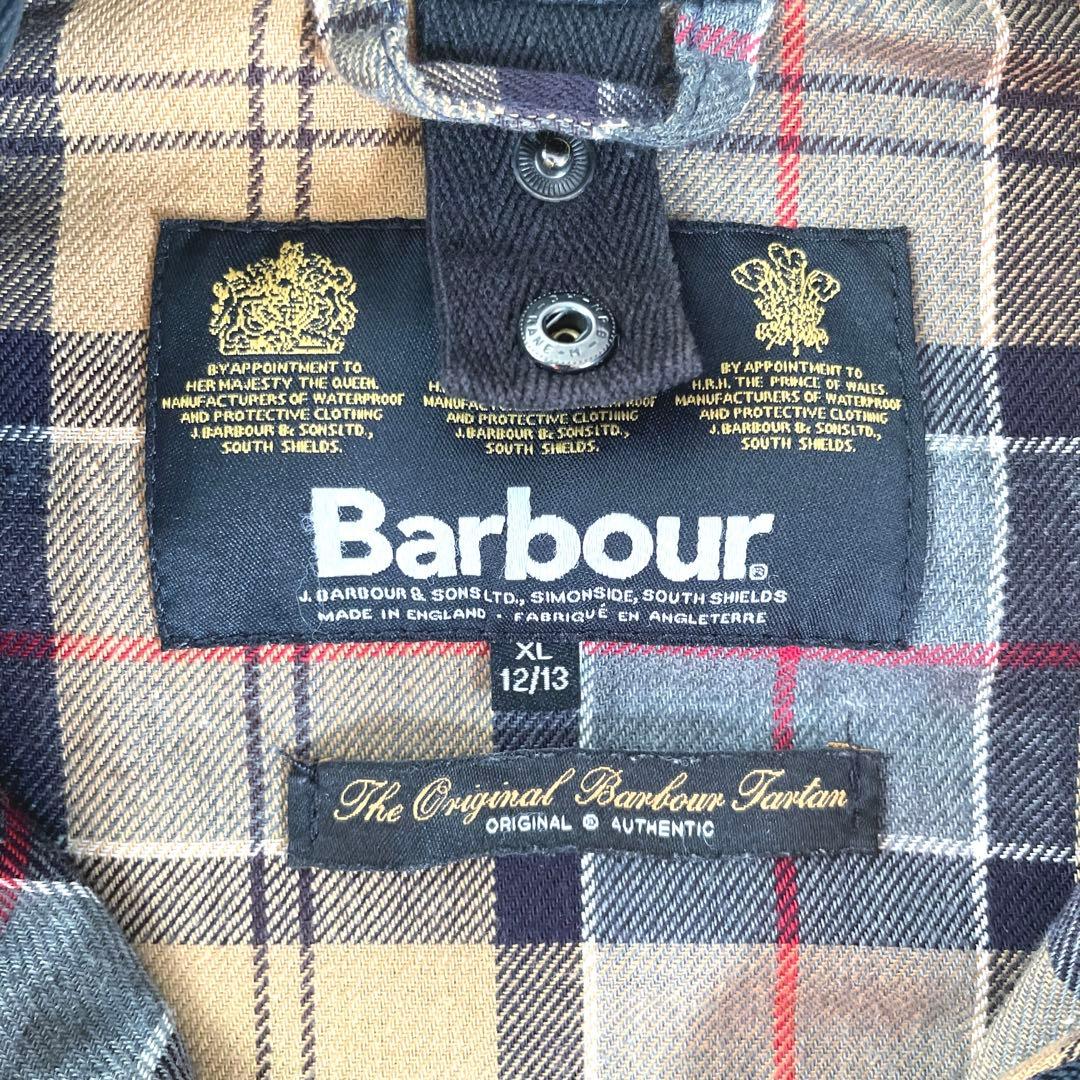 BY APPOINTMENT TO
HER MAJESTY THE QUEEN.
MANUFACTURERS OF WATERPROOF
AND PROTECTIVE CLOTHING
J. BARBOUR & SONS LTD.,
SOUTH SHIELDS.
AND PROTECTIVE CLOTHING
J. BARBOUR & SONS LTD.,
SOUTH SHIELDS.
BY APPOINTMENT TO
H.R.H. THE PRINCE OF WALES.
MANUFACTURERS OF WATERPROOF
AND PROTECTIVE CLOTHING
J. BARBOUR & SONS LTD.,
SOUTH SHIELDS.
Barbour®
J. BARBOUR & SONS LTD., SIMONSIDE, SOUTH SHIELDS
MADE IN ENGLAND · FABRIQUÉ EN ANGLETERRE
XL
12/13
The Original Barbour Tartan
ORIGINAL ® AUTHENTIC